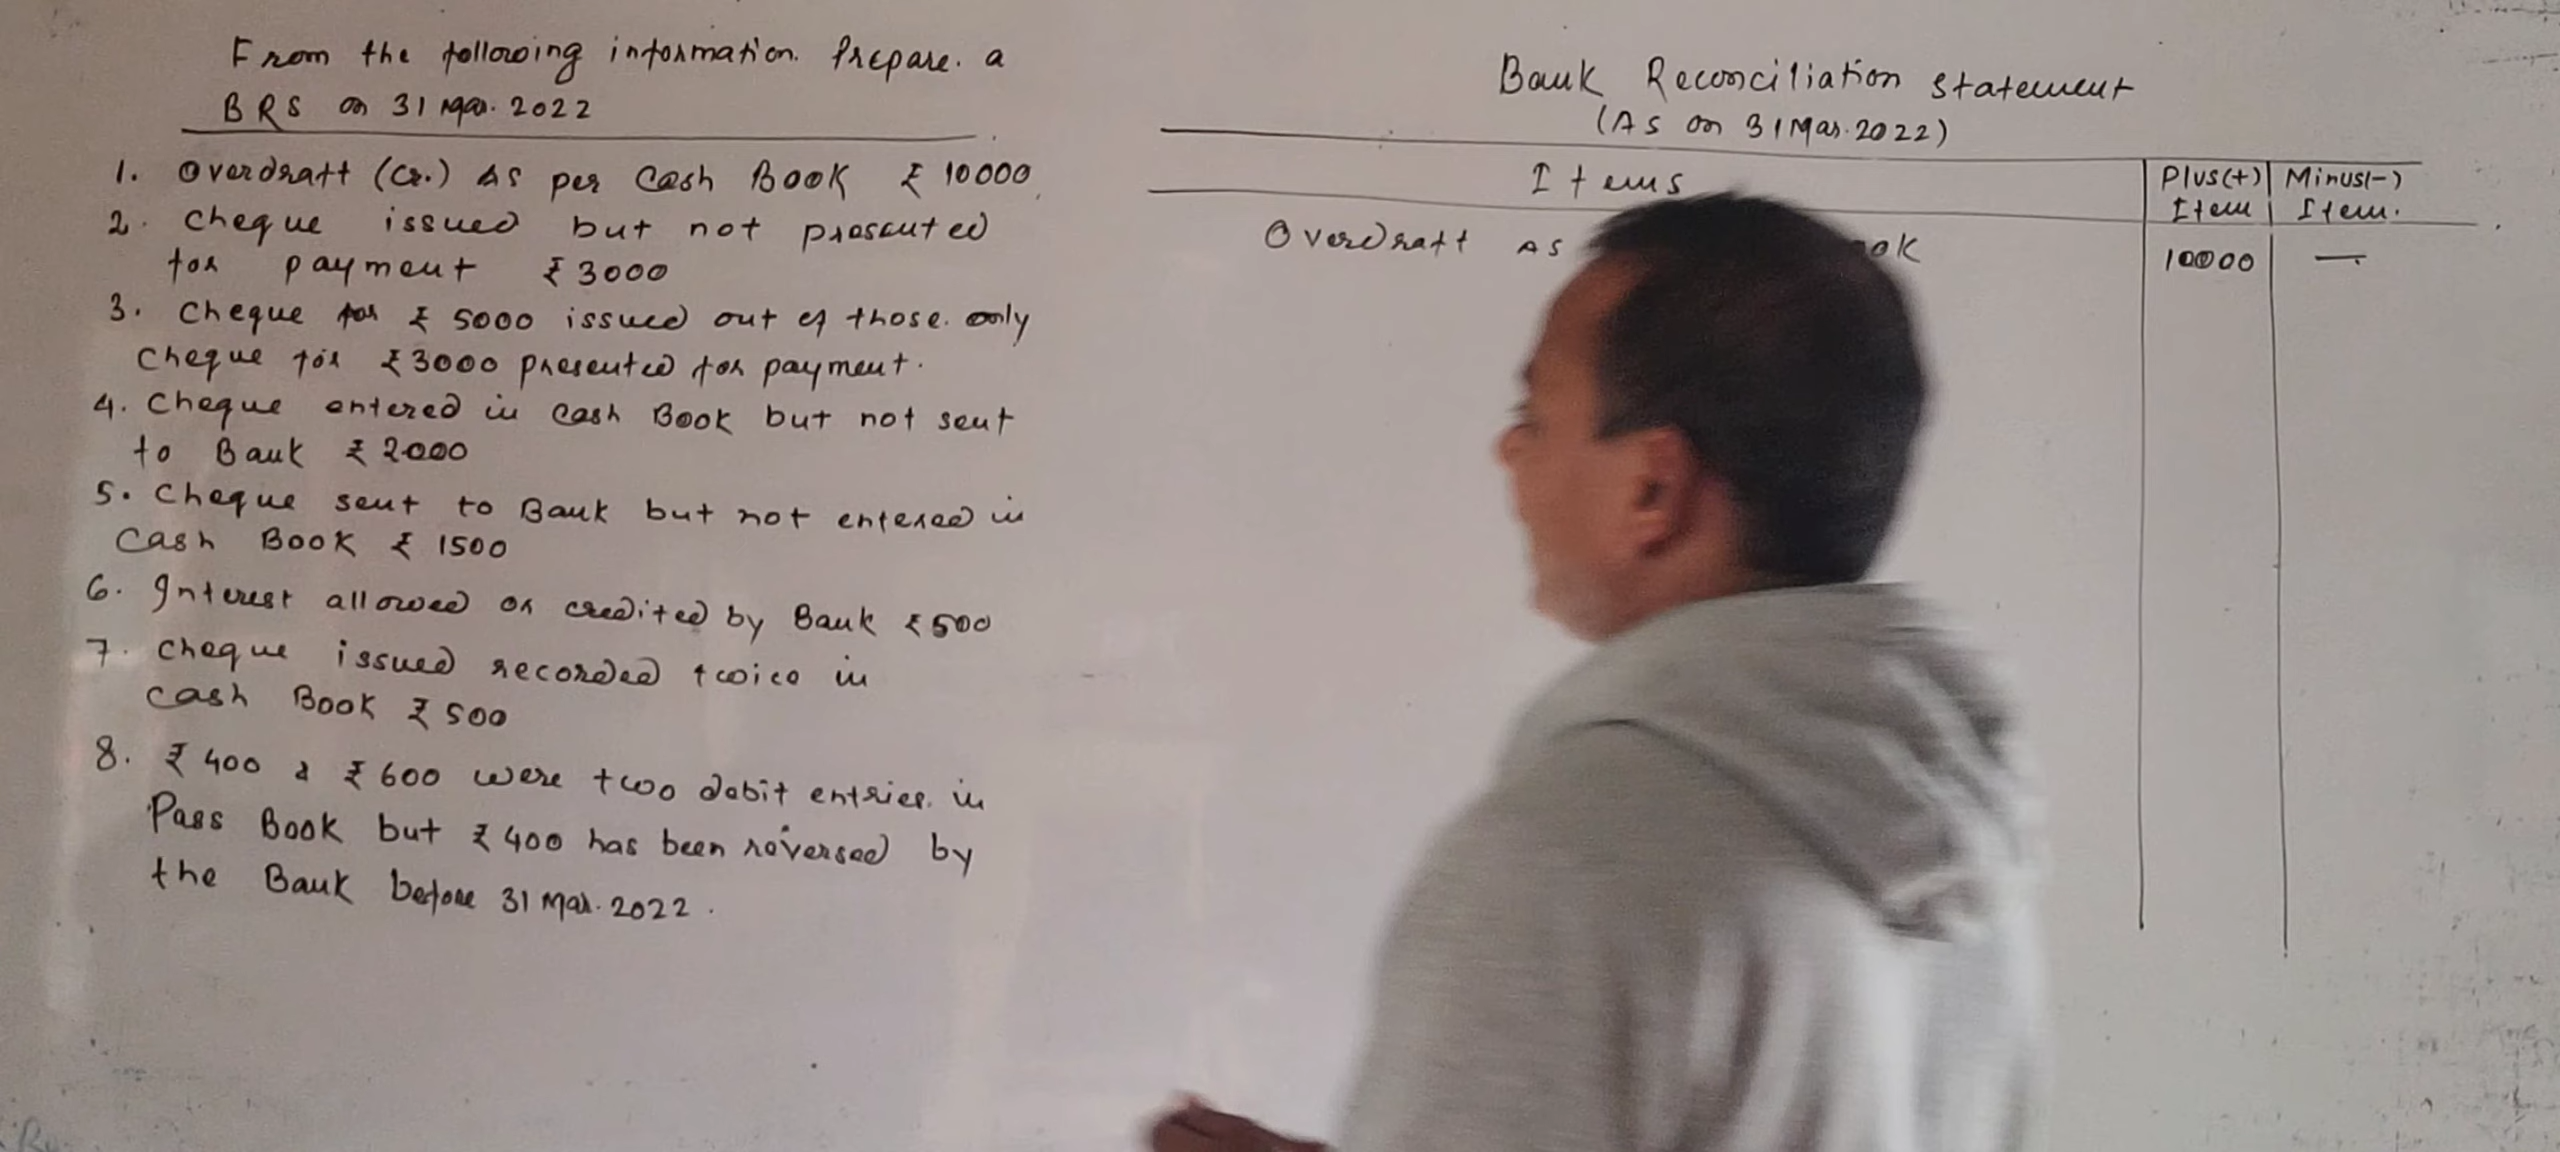 From the following information. Prepare. a
BRS on 31 Mar. 2022
1. Overdraft (Cr.) As per Cash Book ₹ 10000
2. Cheque issued but not presented
for payment ₹ 3000
3. Cheque for ₹ 5000 issued out of those. only
Cheque for ₹ 3000 presented for payment.
4. Cheque entered in Cash Book but not sent
to Bank ₹ 2000
5. Cheque sent to Bank but not entered in
Cash Book ₹ 1500
6. Interest allowed or credited by Bank ₹ 500
7. Cheque issued recorded twice in
Cash Book ₹ 500
8. ₹ 400 & ₹ 600 were two debit entries. in
Pass Book but ₹ 400 has been reversed by
the Bank before 31 Mar. 2022.
Bank Reconciliation Statement
(As on 31 Mar. 2022)
Items Plus(+) Item Minus(-) Item.
Overdraft As ook 10000 —